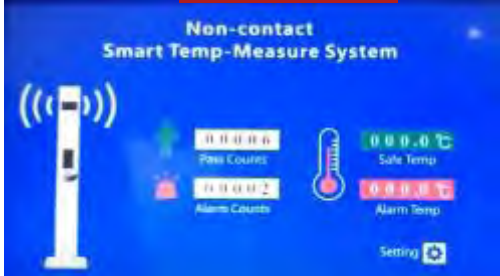 Non-contact
Smart Temp-Measure System
00006
Pass Counts
000.0 ℃
Safe Temp
00002
Alarm Counts
000.0 ℃
Alarm Temp
Setting